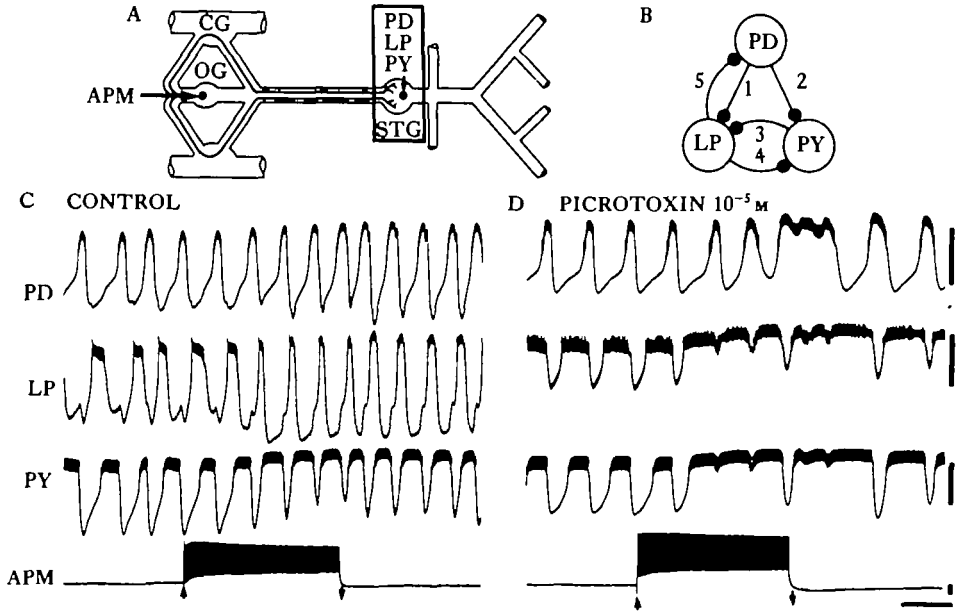 A
CG
OG
APM
PD
LP
PY
STG
B
PD
5
1
2
LP
3
4
PY
C CONTROL
PD
LP
PY
APM
D PICROTOXIN 10⁻⁵ M